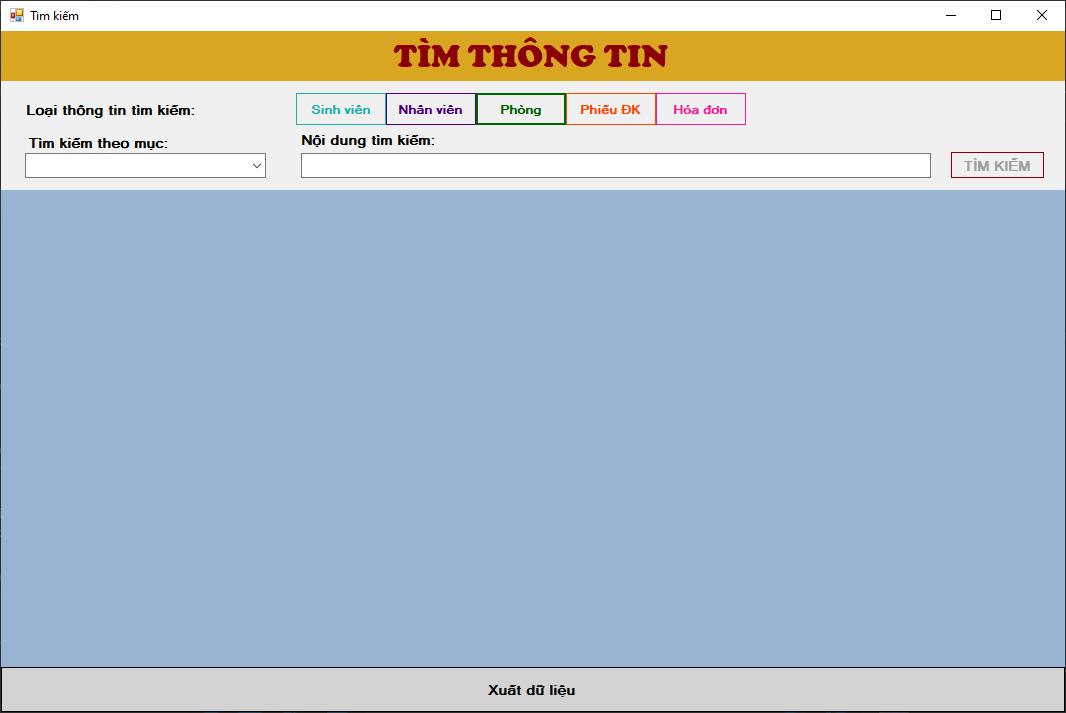 Tìm kiếm
TÌM THÔNG TIN
Loại thông tin tìm kiếm:
Sinh viên Nhân viên Phòng Phiếu ĐK Hóa đơn
Tìm kiếm theo mục:
Nội dung tìm kiếm:
TÌM KIẾM
Xuất dữ liệu